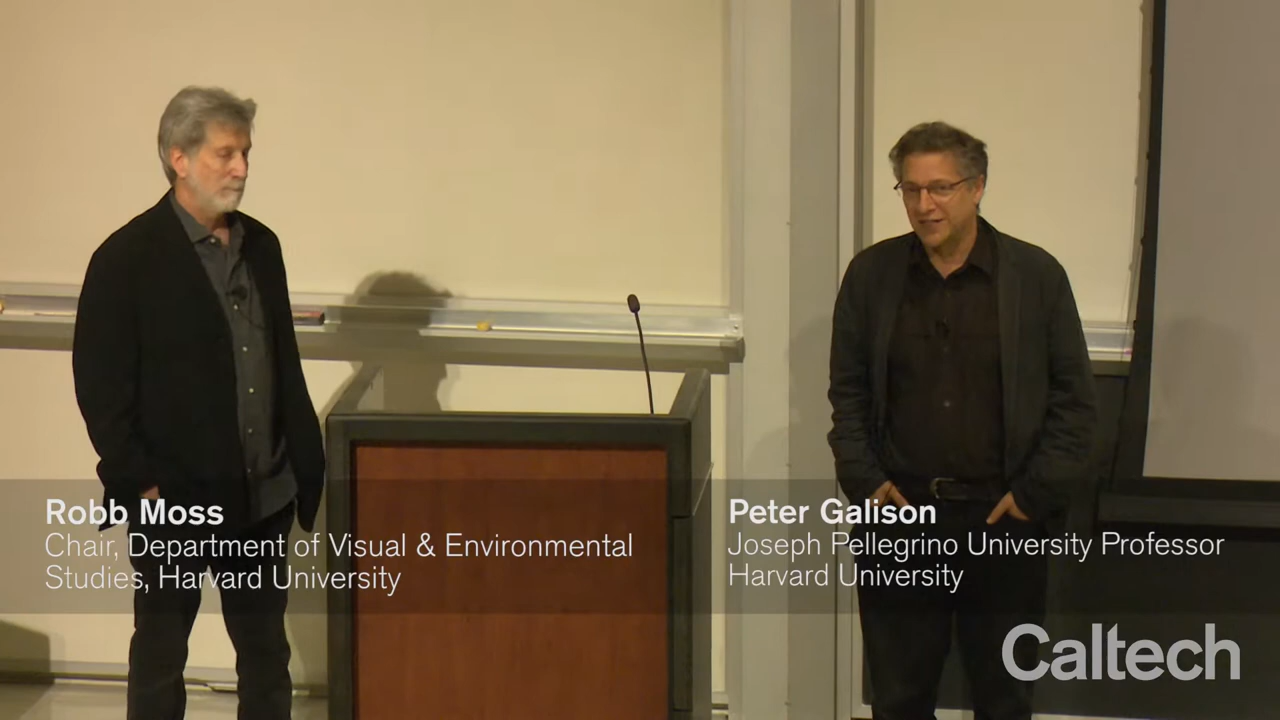 Robb Moss
Chair, Department of Visual & Environmental
Studies, Harvard University
Peter Galison
Joseph Pellegrino University Professor
Harvard University
Caltech